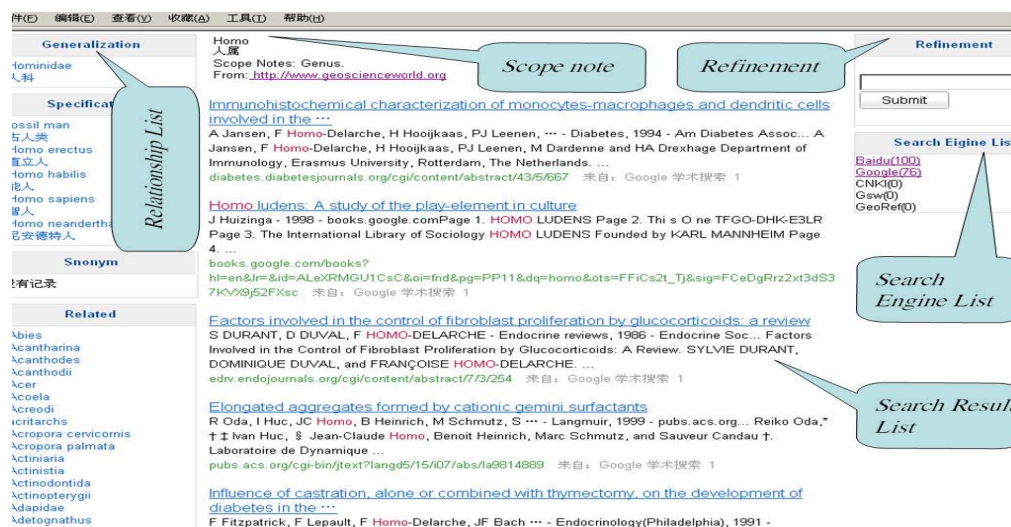 件(F) 编辑(E) 查看(V) 收藏(A) 工具(T) 帮助(H)
Generalization
Hominidae
人科
Specificat
ossil man
古人类
Homo erectus
直立人
Homo habilis
能人
Homo sapiens
智人
Homo neandertha
尼安德特人
Snonym
没有记录
Related
Abies
Acantharina
Acanthodes
Acanthodii
Acer
Acoela
Acreodi
acritarchs
Acropora cervicornis
Acropora palmata
Actiniaria
Actinistia
Actinodontida
Actinopterygii
Adapidae
Adetognathus
Relationship List
Homo
人属
Scope Notes: Genus.
From: http://www.geoscienceworld.org
Scope note
Refinement
Immunohistochemical characterization of monocytes-macrophages and dendritic cells
involved in the ···
A Jansen, F Homo-Delarche, H Hooijkaas, PJ Leenen, ··· - Diabetes, 1994 - Am Diabetes Assoc... A
Jansen, F Homo-Delarche, H Hooijkaas, PJ Leenen, M Dardenne and HA Drexhage Department of
Immunology, Erasmus University, Rotterdam, The Netherlands. ...
diabetes.diabetesjournals.org/cgi/content/abstract/43/5/667 来自：Google 学术搜索 1
Homo ludens: A study of the play-element in culture
J Huizinga - 1998 - books.google.comPage 1. HOMO LUDENS Page 2. Thi s O ne TFGO-DHK-E3LR
Page 3. The International Library of Sociology HOMO LUDENS Founded by KARL MANNHEIM Page
4. ...
books.google.com/books?
hl=en&lr=&id=ALeXRMGU1CsC&oi=fnd&pg=PP11&dq=homo&ots=FFiCs2t_Tj&sig=FCeDgRrz2xt3dS3
7KVX9j52FXsc 来自：Google 学术搜索 1
Factors involved in the control of fibroblast proliferation by glucocorticoids: a review
S DURANT, D DUVAL, F HOMO-DELARCHE - Endocrine reviews, 1986 - Endocrine Soc... Factors
Involved in the Control of Fibroblast Proliferation by Glucocorticoids: A Review. SYLVIE DURANT,
DOMINIQUE DUVAL, and FRANÇOISE HOMO-DELARCHE. ...
edrv.endojournals.org/cgi/content/abstract/7/3/254 来自：Google 学术搜索 1
Elongated aggregates formed by cationic gemini surfactants
R Oda, I Huc, JC Homo, B Heinrich, M Schmutz, S ··· - Langmuir, 1999 - pubs.acs.org... Reiko Oda,*
† ‡ Ivan Huc, § Jean-Claude Homo, Benoit Heinrich, Marc Schmutz, and Sauveur Candau †.
Laboratoire de Dynamique ...
pubs.acs.org/cgi-bin/jtext?langd5/15/i07/abs/la9814889 来自：Google 学术搜索 1
Influence of castration, alone or combined with thymectomy, on the development of
diabetes in the ···
F Fitzpatrick, F Lepault, F Homo-Delarche, JF Bach ··· - Endocrinology(Philadelphia), 1991 -
Refinement
Submit
Search Eigine List
Baidu(100)
Google(76)
CNKI(0)
Gsw(0)
GeoRef(0)
Search
Engine List
Search Result
List